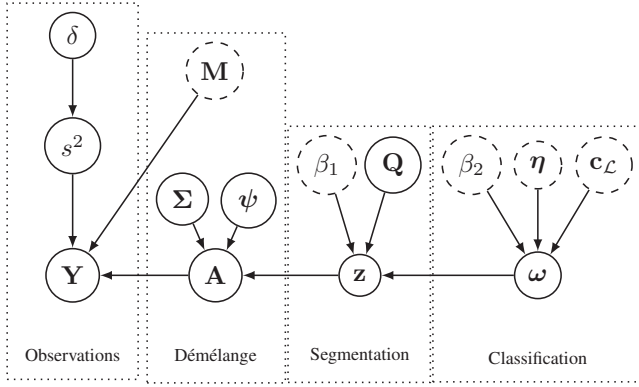 δ
M
s²
β₁
Q
β₂
η
c_ℒ
Σ
ψ
Y
A
z
ω
Observations
Démélange
Segmentation
Classification